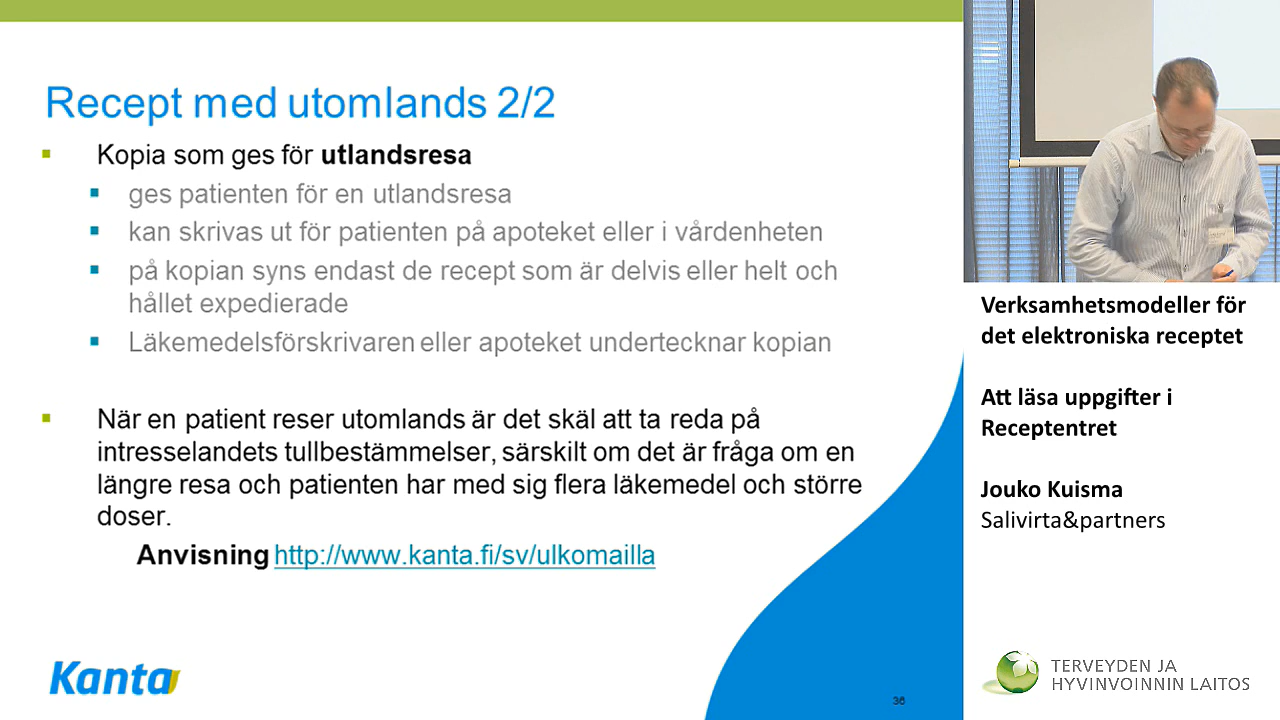 Recept med utomlands 2/2
Kopia som ges för utlandsresa
ges patienten för en utlandsresa
kan skrivas ut för patienten på apoteket eller i vårdenheten
på kopian syns endast de recept som är delvis eller helt och
hållet expedierade
Läkemedelsförskrivaren eller apoteket undertecknar kopian
När en patient reser utomlands är det skäl att ta reda på
intresselandets tullbestämmelser, särskilt om det är fråga om en
längre resa och patienten har med sig flera läkemedel och större
doser.
Anvisning http://www.kanta.fi/sv/ulkomailla
Kanta
36
Verksamhetsmodeller för
det elektroniska receptet
Att läsa uppgifter i
Receptentret
Jouko Kuisma
Salivirta&partners
TERVEYDEN JA
HYVINVOINNIN LAITOS